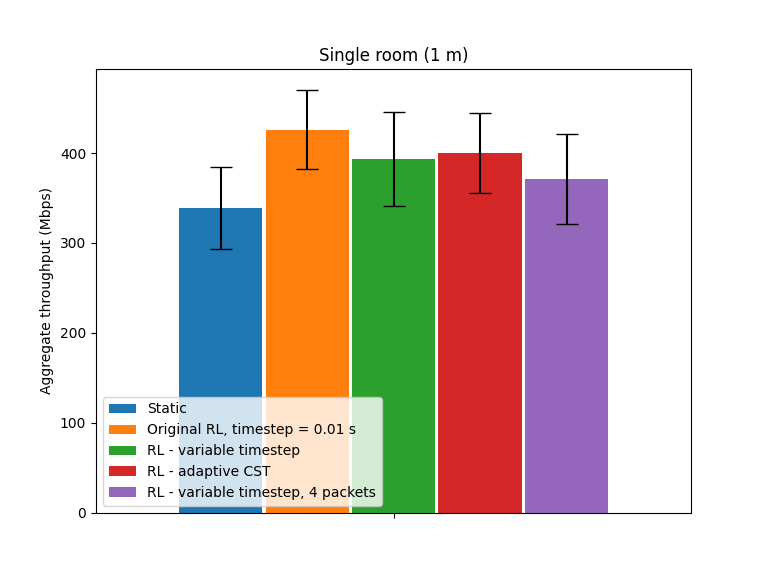 Single room (1 m)
Aggregate throughput (Mbps)
400
300
200
100
0
Static
Original RL, timestep = 0.01 s
RL - variable timestep
RL - adaptive CST
RL - variable timestep, 4 packets